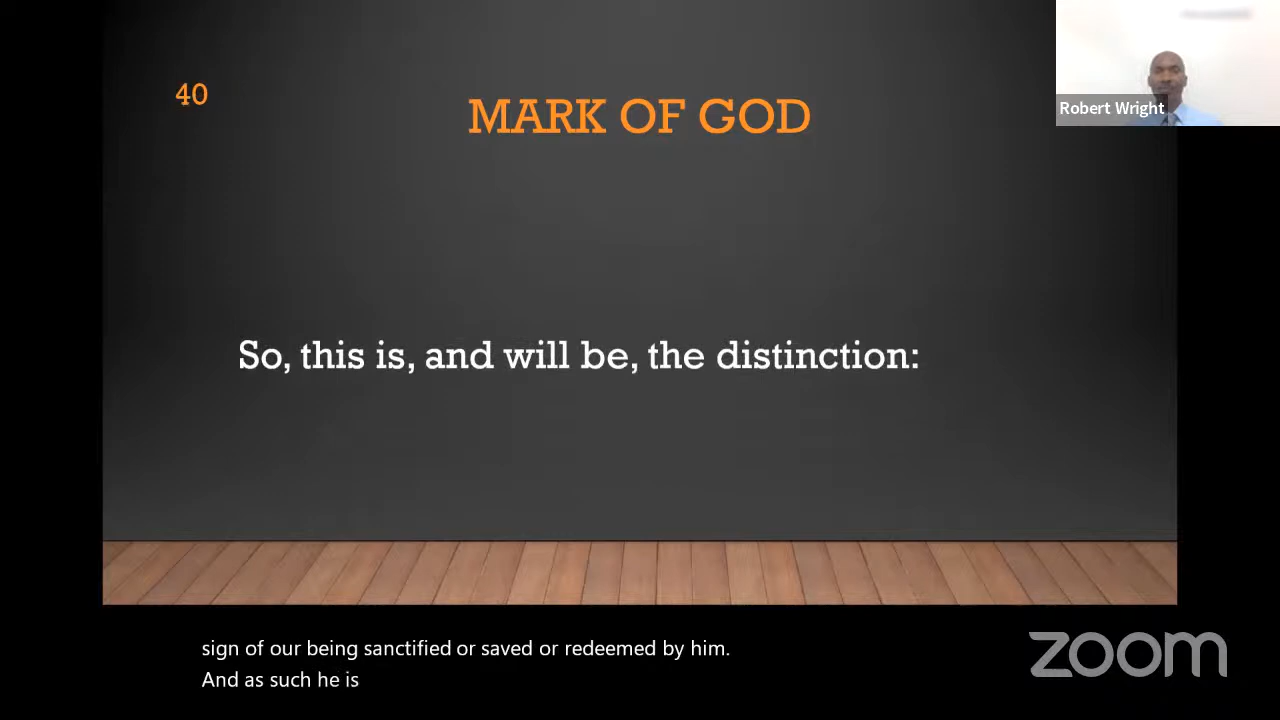 40
MARK OF GOD
Robert Wright
So, this is, and will be, the distinction:
sign of our being sanctified or saved or redeemed by him.
And as such he is
zoom